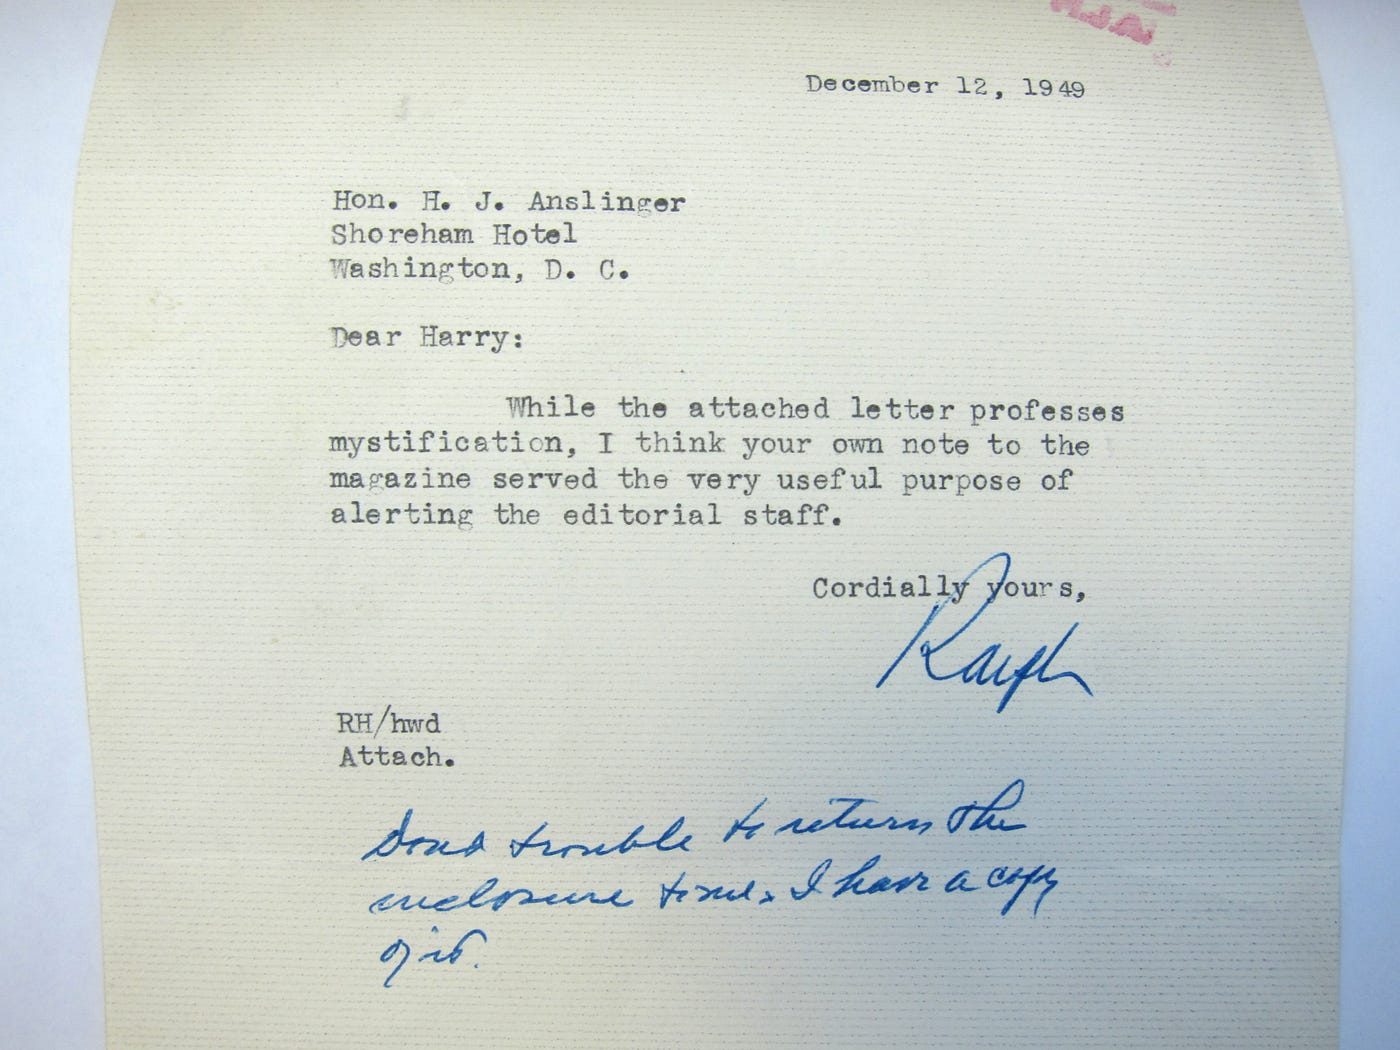 H.J.A.
December 12, 1949
Hon. H. J. Anslinger
Shoreham Hotel
Washington, D. C.
Dear Harry:
While the attached letter professes
mystification, I think your own note to the
magazine served the very useful purpose of
alerting the editorial staff.
Cordially yours,
Ralph
RH/hwd
Attach.
Dont trouble to return the
enclosure to me. I have a copy
of it.